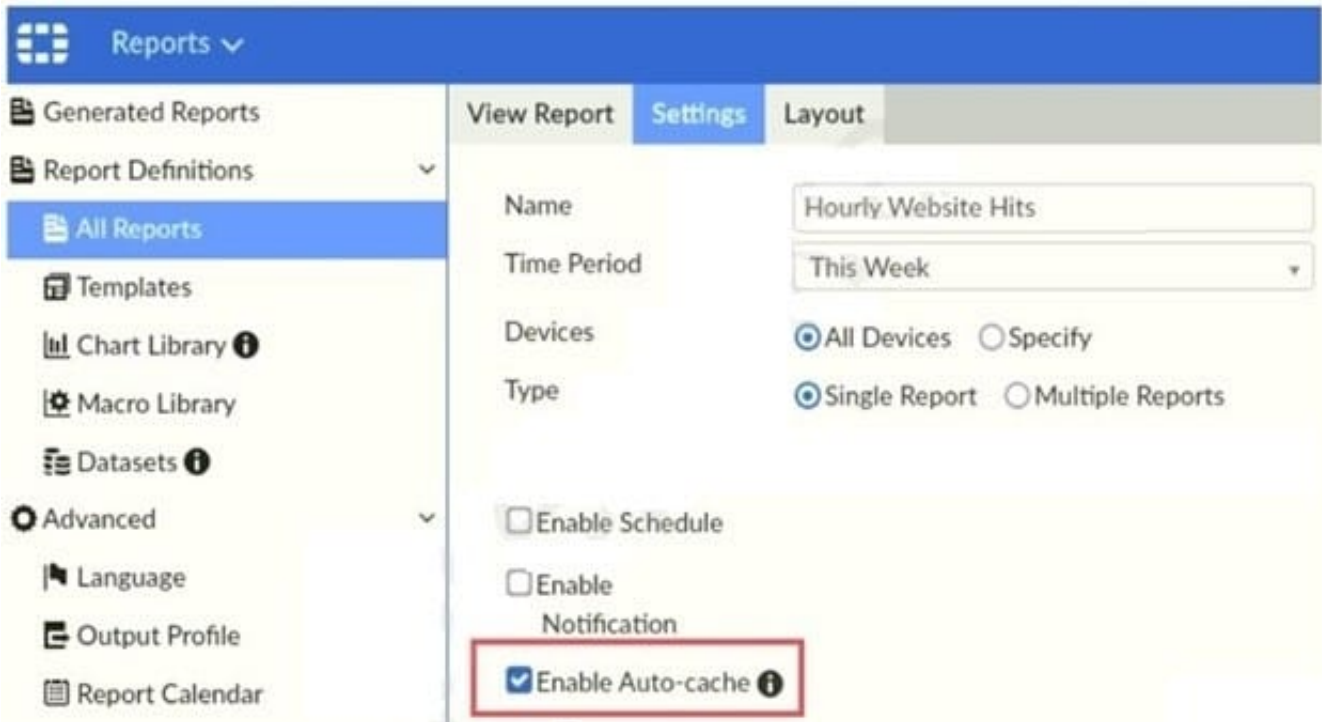 Reports
Generated Reports
Report Definitions
All Reports
Templates
Chart Library
Macro Library
Datasets
Advanced
Language
Output Profile
Report Calendar
View Report Settings Layout
Name Hourly Website Hits
Time Period This Week
Devices All Devices Specify
Type Single Report Multiple Reports
Enable Schedule
Enable
Notification
Enable Auto-cache